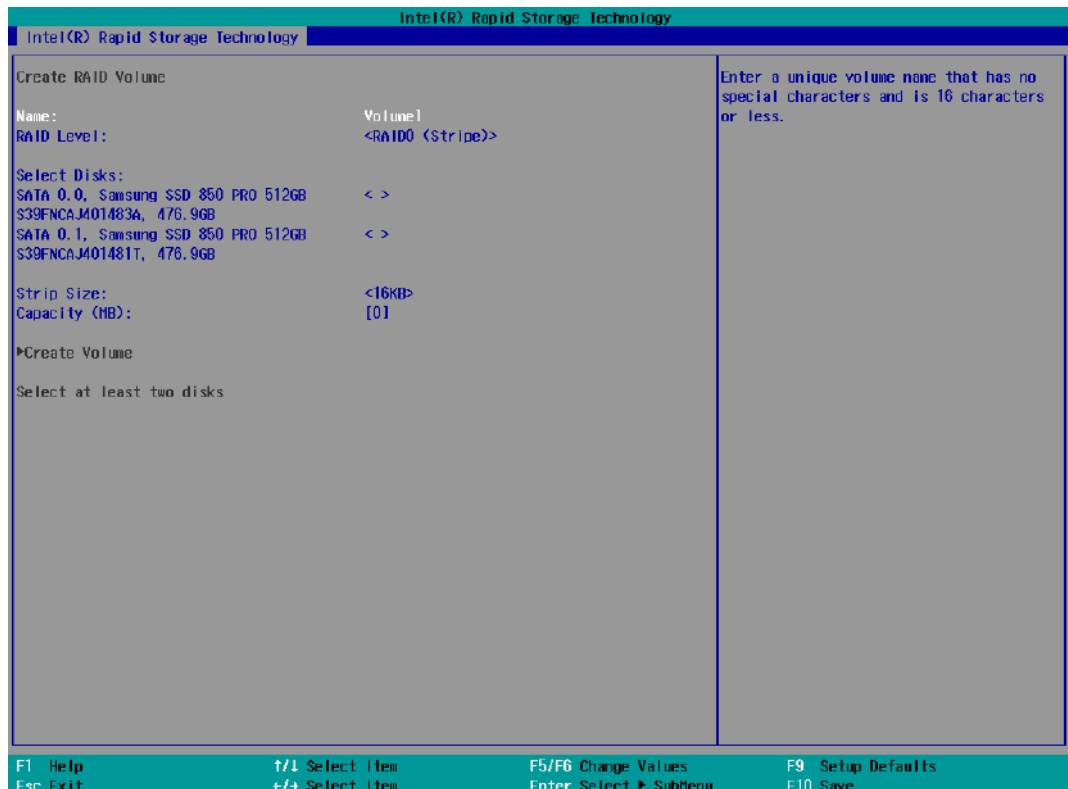 Intel(R) Rapid Storage Technology
Intel(R) Rapid Storage Technology
Create RAID Volume
Name: Volume1
RAID Level: <RAID0 (Stripe)>
Select Disks:
SATA 0.0, Samsung SSD 850 PRO 512GB < >
S39FNCAJ401483A, 476.9GB
SATA 0.1, Samsung SSD 850 PRO 512GB < >
S39FNCAJ401481T, 476.9GB
Strip Size: <16KB>
Capacity (MB): [0]
▶Create Volume
Select at least two disks
Enter a unique volume name that has no
special characters and is 16 characters
or less.
F1 Help ↑/↓ Select Item F5/F6 Change Values F9 Setup Defaults
Esc Exit ←/→ Select Item Enter Select ▶ SubMenu F10 Save